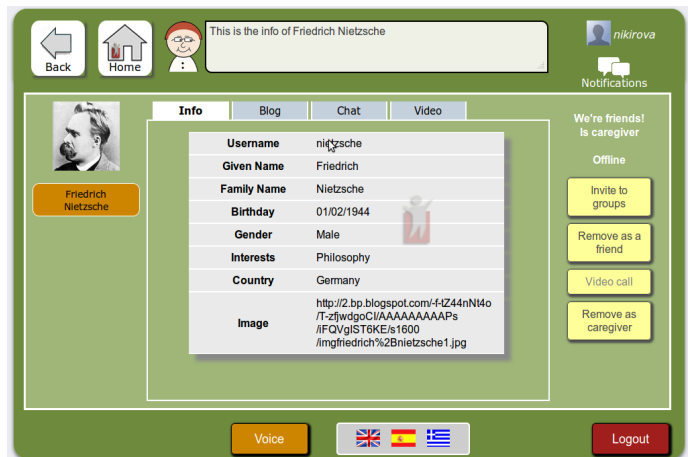 Back
Home
This is the info of Friedrich Nietzsche
nikirova
Notifications
Friedrich
Nietzsche
Info Blog Chat Video
Username nietzsche
Given Name Friedrich
Family Name Nietzsche
Birthday 01/02/1944
Gender Male
Interests Philosophy
Country Germany
Image
http://2.bp.blogspot.com/-f-tZ44nNt4o
/T-zfjwdgoCI/AAAAAAAAAPs
/iFQVgIST6KE/s1600
/imgfriedrich%2Bnietzsche1.jpg
We're friends!
Is caregiver
Offline
Invite to
groups
Remove as a
friend
Video call
Remove as
caregiver
Voice
Logout